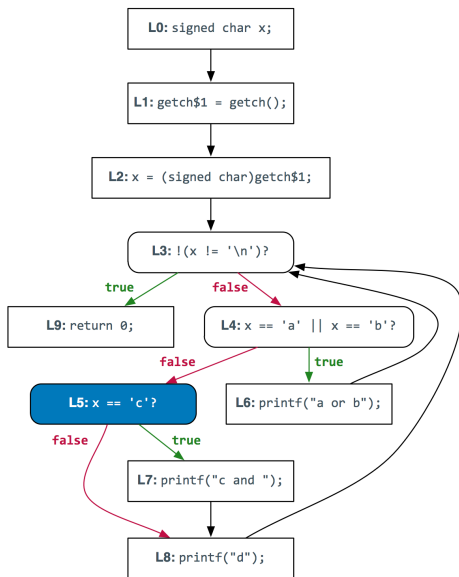 L0: signed char x;
L1: getch$1 = getch();
L2: x = (signed char)getch$1;
L3: !(x != '\n')?
true
false
L9: return 0;
L4: x == 'a' || x == 'b'?
false
true
L5: x == 'c'?
L6: printf("a or b");
false
true
L7: printf("c and ");
L8: printf("d");